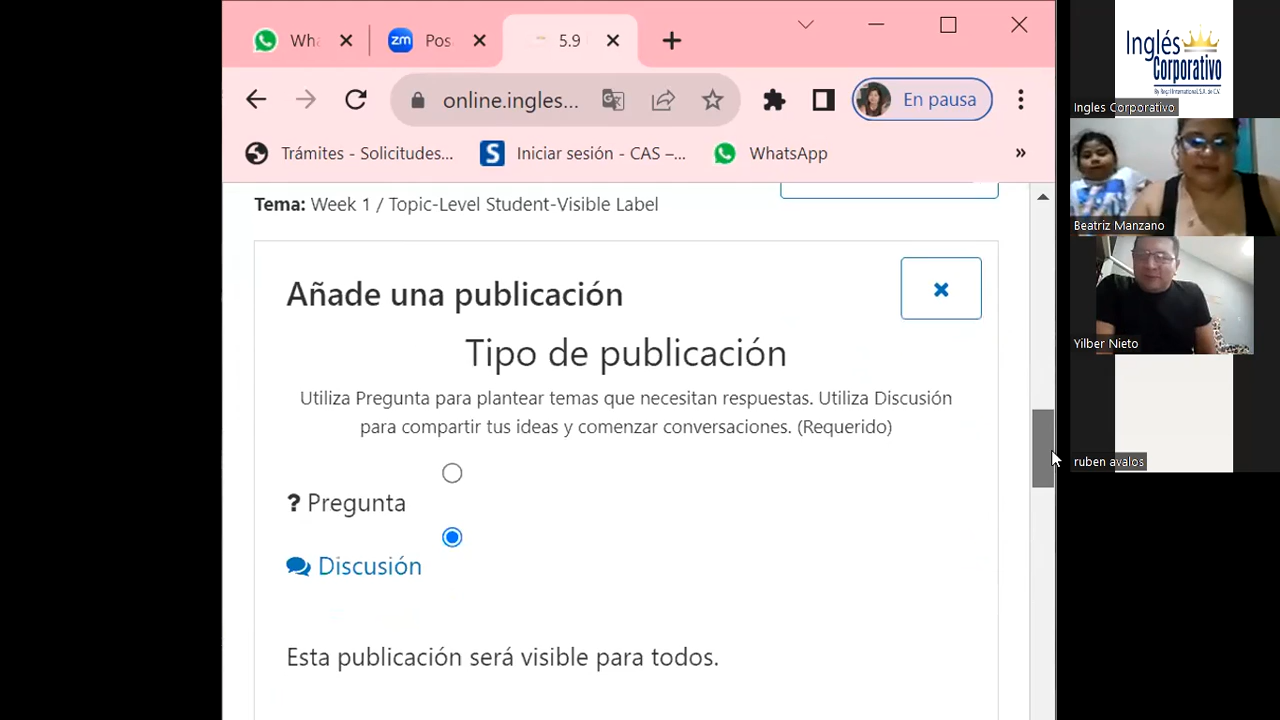 Wha
zm
Pos
5.9
online.ingles...
En pausa
Trámites - Solicitudes...
S
Iniciar sesión - CAS –...
WhatsApp
»
Tema: Week 1 / Topic-Level Student-Visible Label
Añade una publicación
Tipo de publicación
Utiliza Pregunta para plantear temas que necesitan respuestas. Utiliza Discusión
para compartir tus ideas y comenzar conversaciones. (Requerido)
? Pregunta
Discusión
Esta publicación será visible para todos.
Inglés
Corporativo
Ingles Corporativo
Beatriz Manzano
Yilber Nieto
ruben avalos